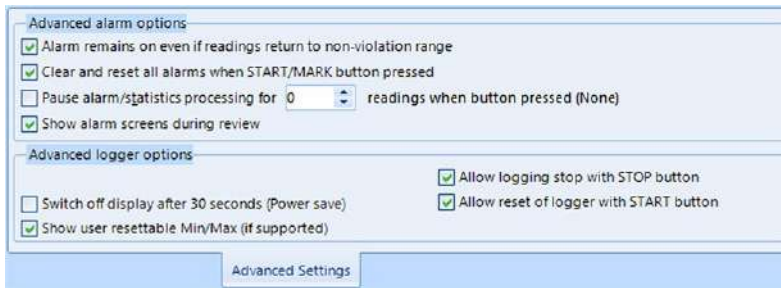 Advanced alarm options
Alarm remains on even if readings return to non-violation range
Clear and reset all alarms when START/MARK button pressed
Pause alarm/statistics processing for 0 readings when button pressed (None)
Show alarm screens during review
Advanced logger options
Allow logging stop with STOP button
Switch off display after 30 seconds (Power save) Allow reset of logger with START button
Show user resettable Min/Max (if supported)
Advanced Settings